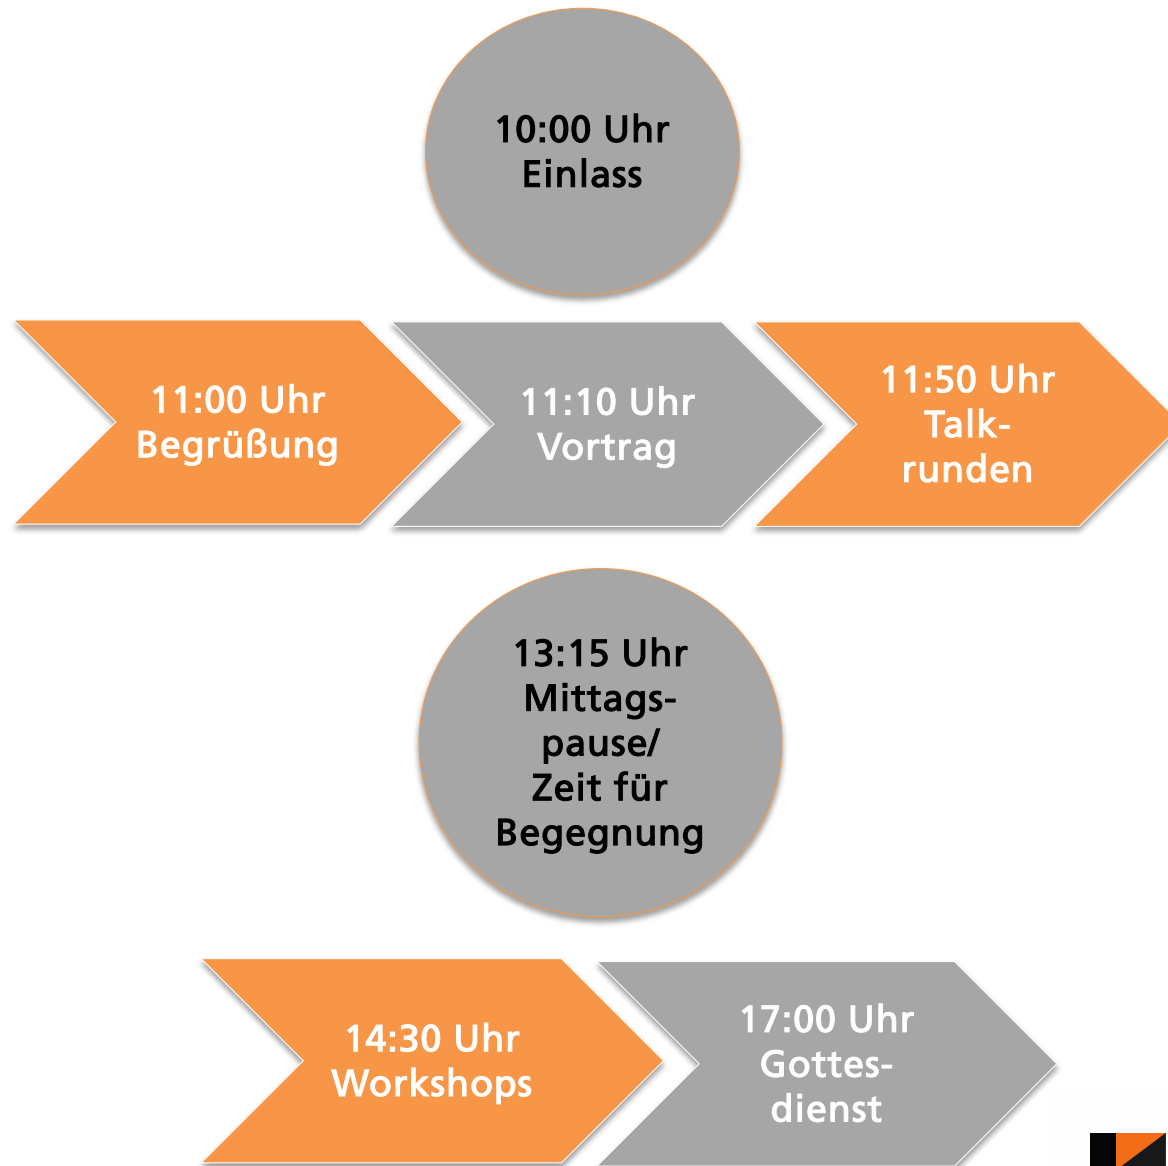 10:00 Uhr
Einlass
11:00 Uhr
Begrüßung
11:10 Uhr
Vortrag
11:50 Uhr
Talk-
runden
13:15 Uhr
Mittags-
pause/
Zeit für
Begegnung
14:30 Uhr
Workshops
17:00 Uhr
Gottes-
dienst